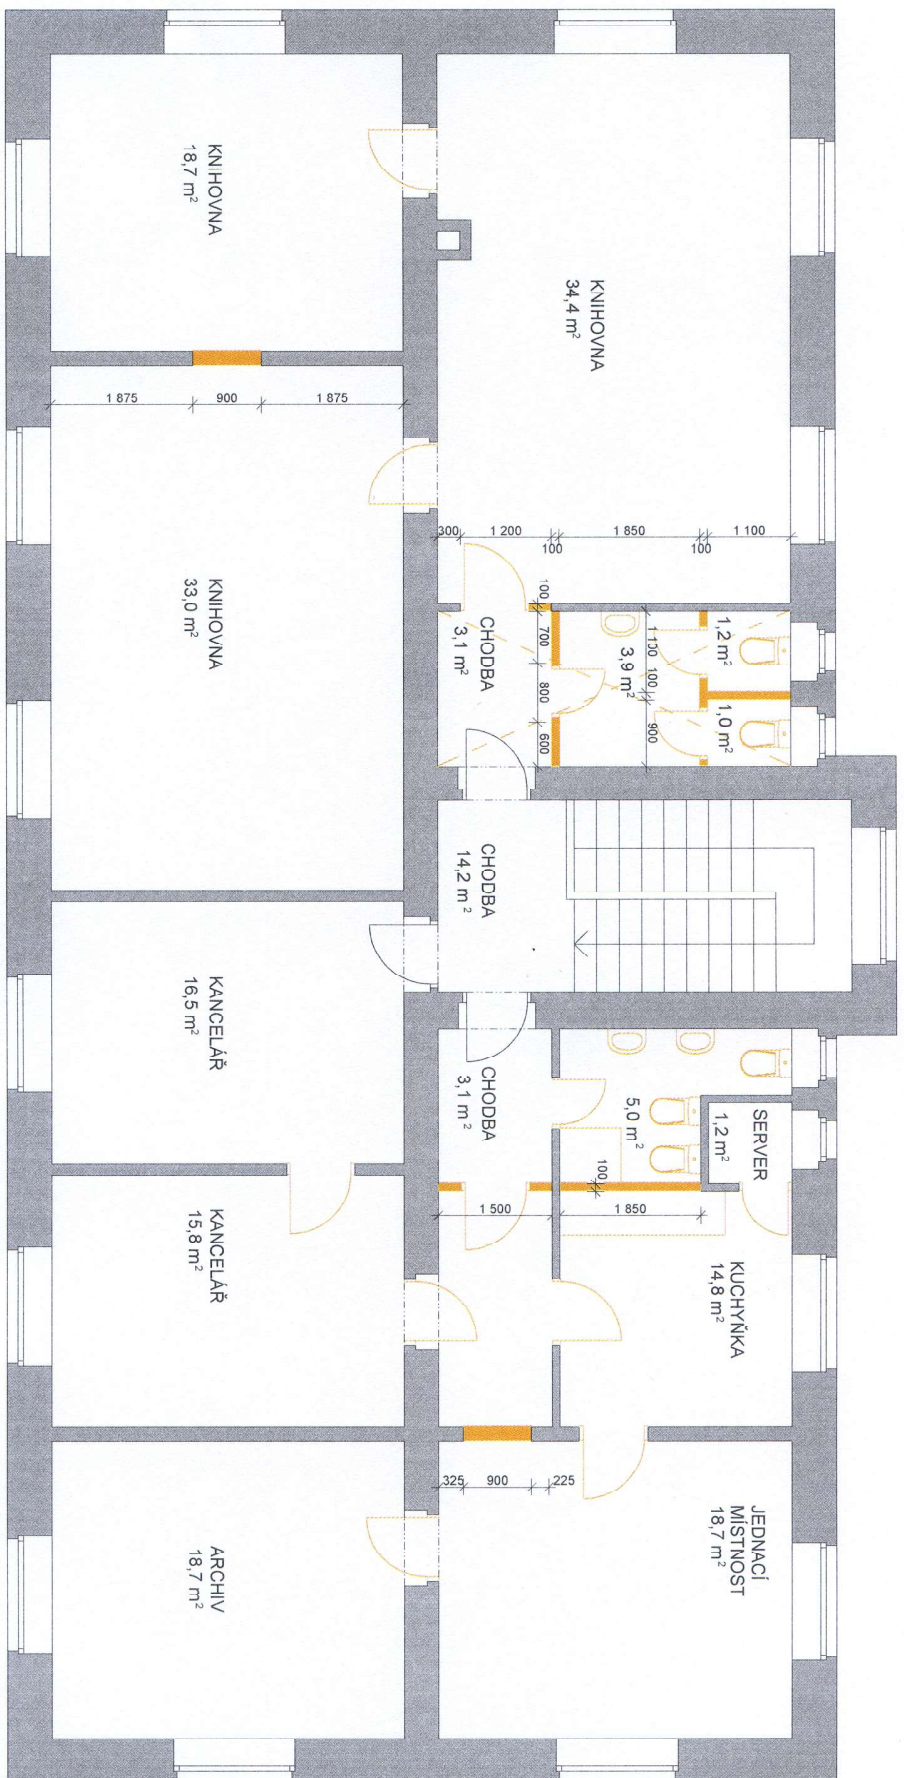 KNIHOVNA
18,7 m²
KNIHOVNA
34,4 m²
1 875
900
1 875
KNIHOVNA
33,0 m²
300
1 200
100
1 850
100
1 100
100
700
800
600
1 100
100
900
CHODBA
3,1 m²
3,9 m²
1,2 m²
1,0 m²
CHODBA
14,2 m²
KANCELÁŘ
16,5 m²
CHODBA
3,1 m²
5,0 m²
SERVER
1,2 m²
100
1 500
1 850
KANCELÁŘ
15,8 m²
KUCHYŇKA
14,8 m²
325
900
225
ARCHIV
18,7 m²
JEDNACÍ
MÍSTNOST
18,7 m²